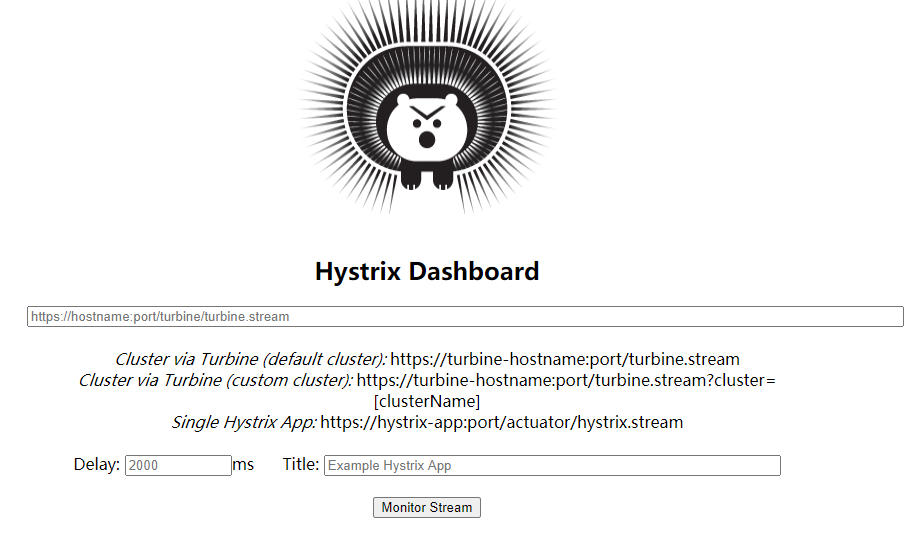 Hystrix Dashboard
https://hostname:port/turbine/turbine.stream
Cluster via Turbine (default cluster): https://turbine-hostname:port/turbine.stream
Cluster via Turbine (custom cluster): https://turbine-hostname:port/turbine.stream?cluster=
[clusterName]
Single Hystrix App: https://hystrix-app:port/actuator/hystrix.stream
Delay: 2000 ms Title: Example Hystrix App
Monitor Stream